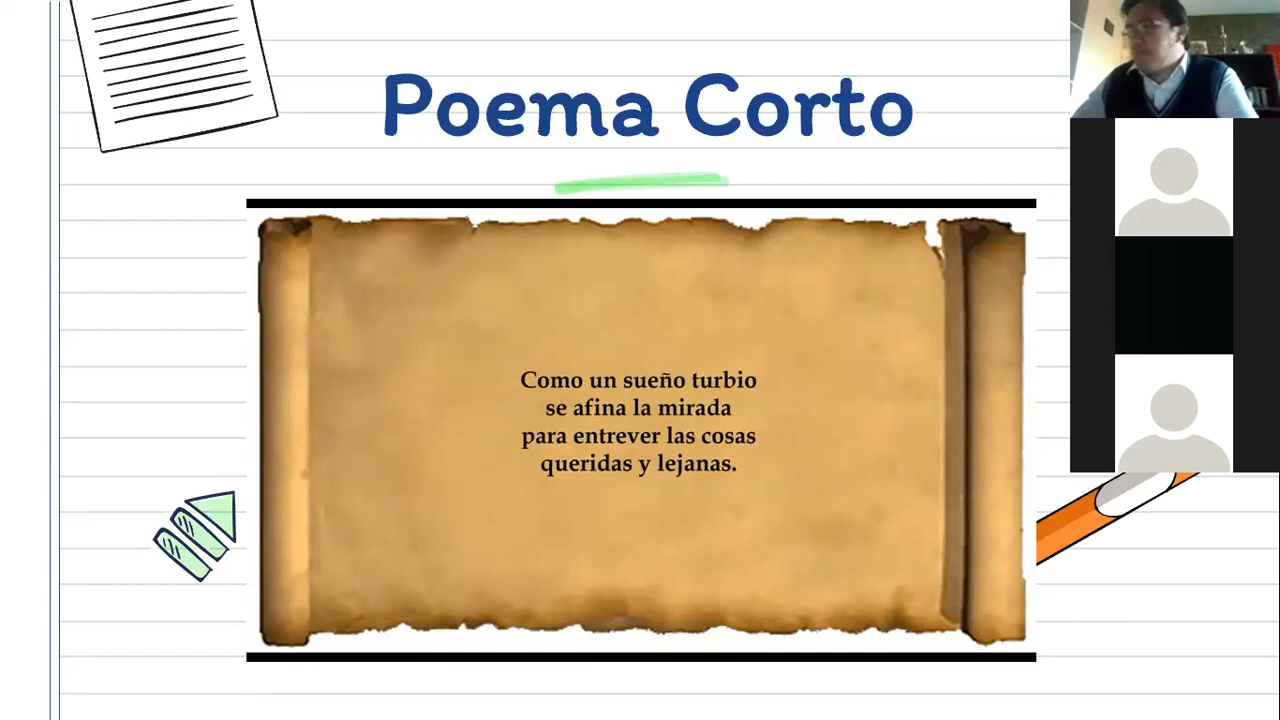 Poema Corto
Como un sueño turbio
se afina la mirada
para entrever las cosas
queridas y lejanas.